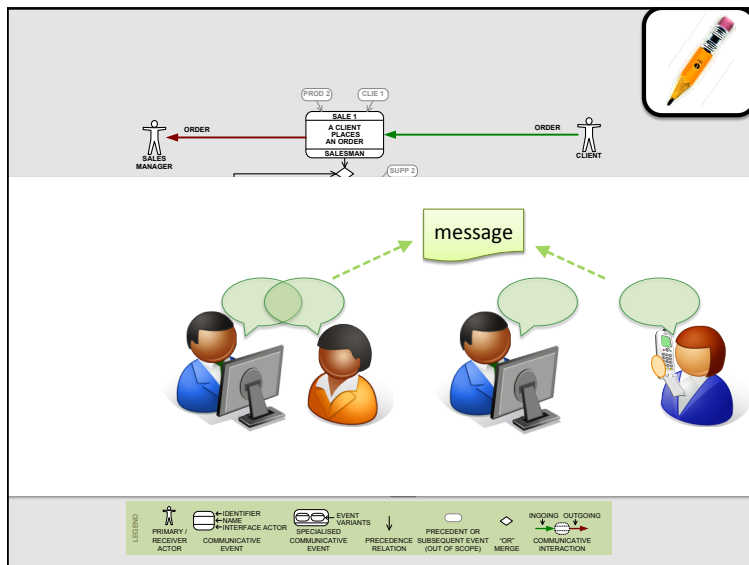 PROD 2
CLIE 1
SALE 1
A CLIENT
PLACES
AN ORDER
SALESMAN
ORDER
ORDER
SALES
MANAGER
CLIENT
SUPP 2
message
LEGEND
PRIMARY /
RECEIVER
ACTOR
IDENTIFIER
NAME
INTERFACE ACTOR
COMMUNICATIVE
EVENT
EVENT
VARIANTS
SPECIALISED
COMMUNICATIVE
EVENT
PRECEDENCE
RELATION
PRECEDENT OR
SUBSEQUENT EVENT
(OUT OF SCOPE)
"OR"
MERGE
INGOING OUTGOING
COMMUNICATIVE
INTERACTION